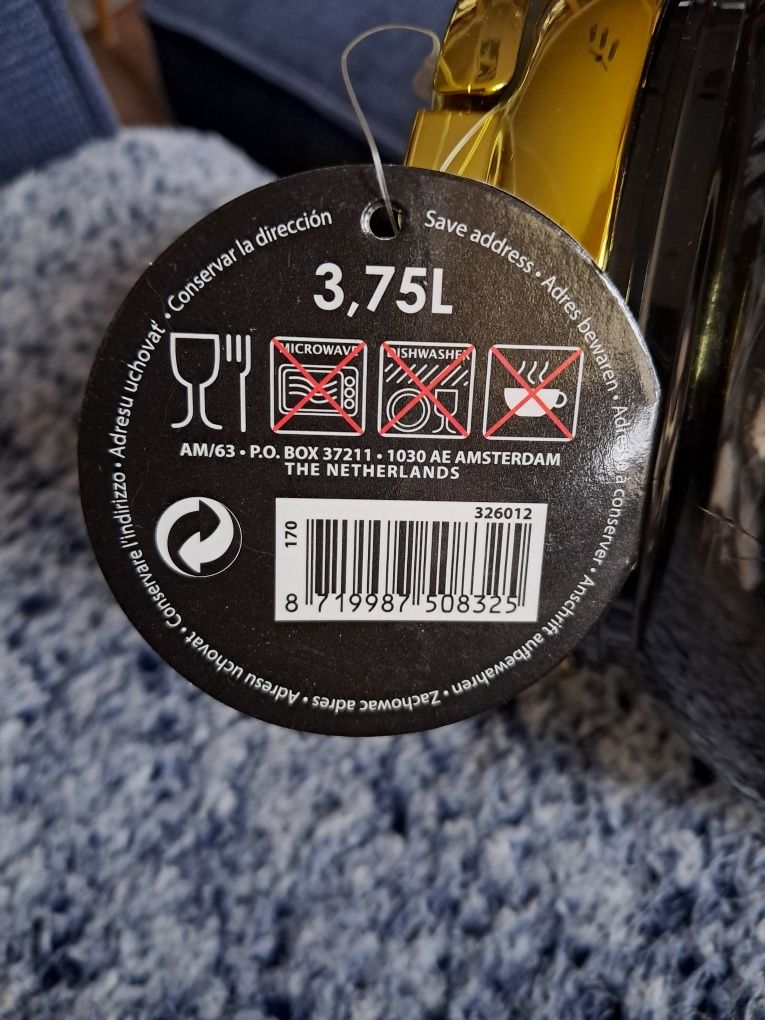 Conservar la dirección
Save address • Adres bewaren • Adresse à conserver • Anschrift aufbewahren • Zachowac adres • Adresu uchovat • Conservare l'indirizzo • Adresu uchovat' •
3,75L
MICROWAVE
DISHWASHER
AM/63 • P.O. BOX 37211 • 1030 AE AMSTERDAM
THE NETHERLANDS
326012
170
8 719987 508325